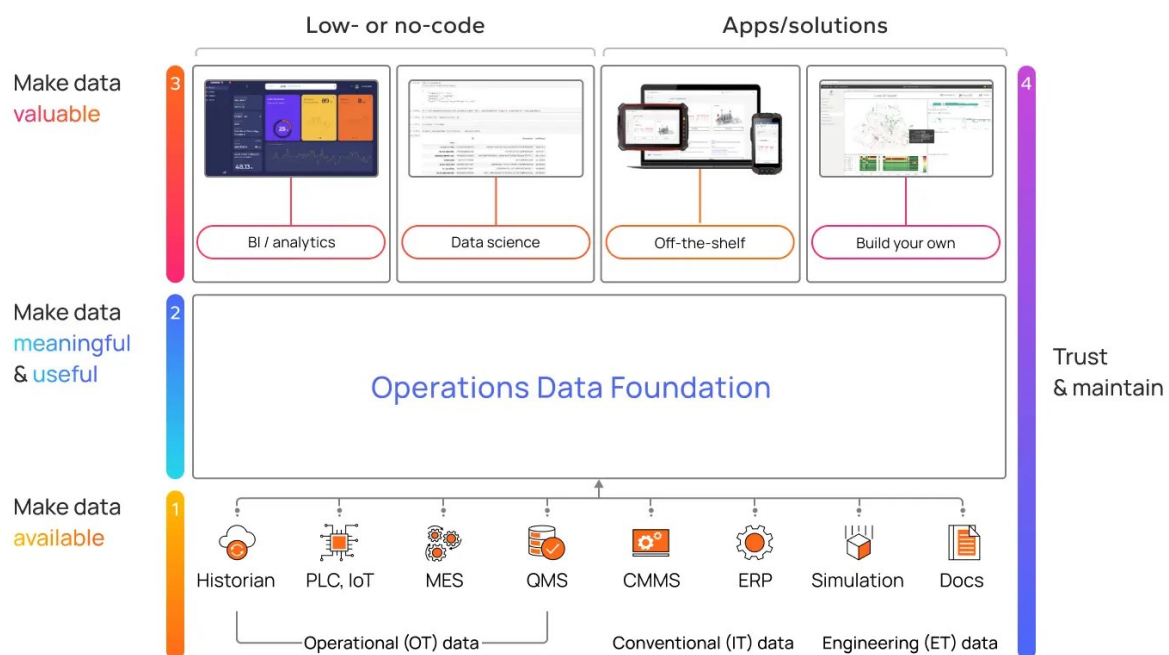 Low- or no-code
Apps/solutions
Make data
valuable
3
4
BI / analytics
Data science
Off-the-shelf
Build your own
Make data
meaningful
& useful
2
Operations Data Foundation
Trust
& maintain
Make data
available
1
Historian
PLC, IoT
MES
QMS
CMMS
ERP
Simulation
Docs
Operational (OT) data
Conventional (IT) data
Engineering (ET) data